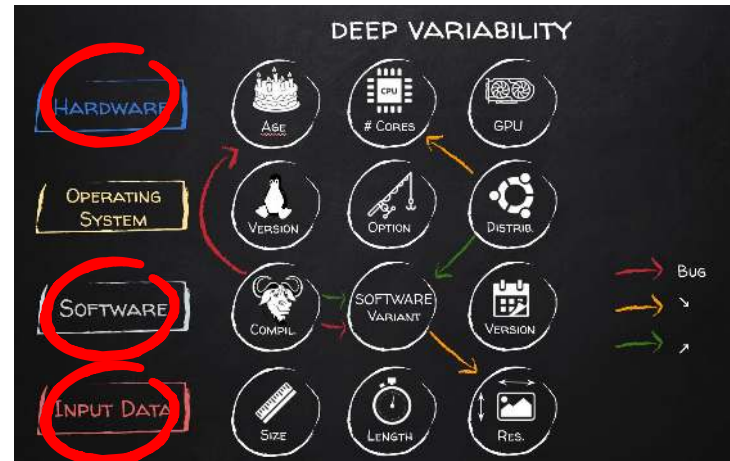 DEEP VARIABILITY
HARDWARE
AGE
CPU
# CORES
GPU
OPERATING
SYSTEM
VERSION
OPTION
DISTRIB.
SOFTWARE
COMPIL.
SOFTWARE
VARIANT
VERSION
BUG
INPUT DATA
SIZE
LENGTH
RES.